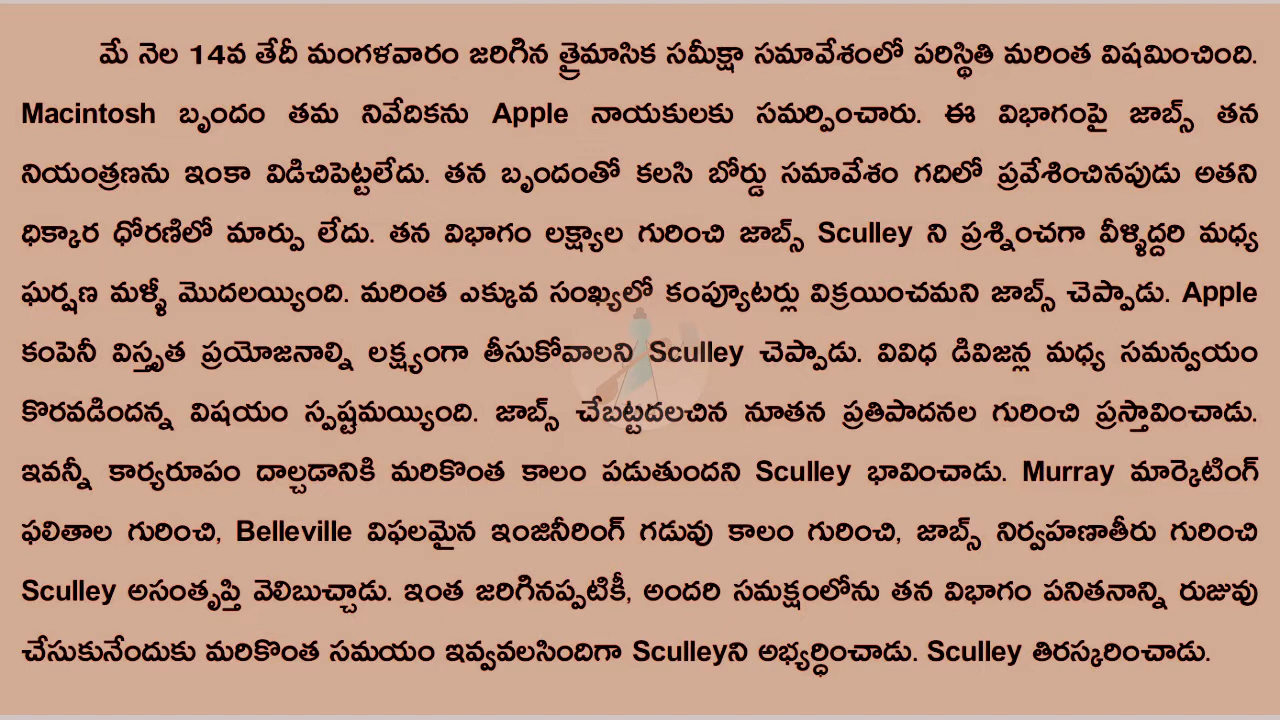 మే నెల 14వ తేదీ మంగళవారం జరిగిన త్రైమాసిక సమీక్షా సమావేశంలో పరిస్థితి మరింత విషమించింది.
Macintosh బృందం తమ నివేదికను Apple నాయకులకు సమర్పించారు. ఈ విభాగంపై జాబ్స్ తన
నియంత్రణను ఇంకా విడిచిపెట్టలేదు. తన బృందంతో కలసి బోర్డు సమావేశం గదిలో ప్రవేశించినపుడు అతని
ధిక్కార ధోరణిలో మార్పు లేదు. తన విభాగం లక్ష్యాల గురించి జాబ్స్ Sculley ని ప్రశ్నించగా వీళ్ళిద్దరి మధ్య
ఘర్షణ మళ్ళీ మొదలయ్యింది. మరింత ఎక్కువ సంఖ్యలో కంప్యూటర్లు విక్రయించమని జాబ్స్ చెప్పాడు. Apple
కంపెనీ విస్తృత ప్రయోజనాల్ని లక్ష్యంగా తీసుకోవాలని Sculley చెప్పాడు. వివిధ డివిజన్ల మధ్య సమన్వయం
కొరవడిందన్న విషయం స్పష్టమయ్యింది. జాబ్స్ చేబట్టదలచిన నూతన ప్రతిపాదనల గురించి ప్రస్తావించాడు.
ఇవన్నీ కార్యరూపం దాల్చడానికి మరికొంత కాలం పడుతుందని Sculley భావించాడు. Murray మార్కెటింగ్
ఫలితాల గురించి, Belleville విఫలమైన ఇంజినీరింగ్ గడువు కాలం గురించి, జాబ్స్ నిర్వహణాతీరు గురించి
Sculley అసంతృప్తి వెలిబుచ్చాడు. ఇంత జరిగినప్పటికీ, అందరి సమక్షంలోను తన విభాగం పనితనాన్ని రుజువు
చేసుకునేందుకు మరికొంత సమయం ఇవ్వవలసిందిగా Sculleyని అభ్యర్ధించాడు. Sculley తిరస్కరించాడు.